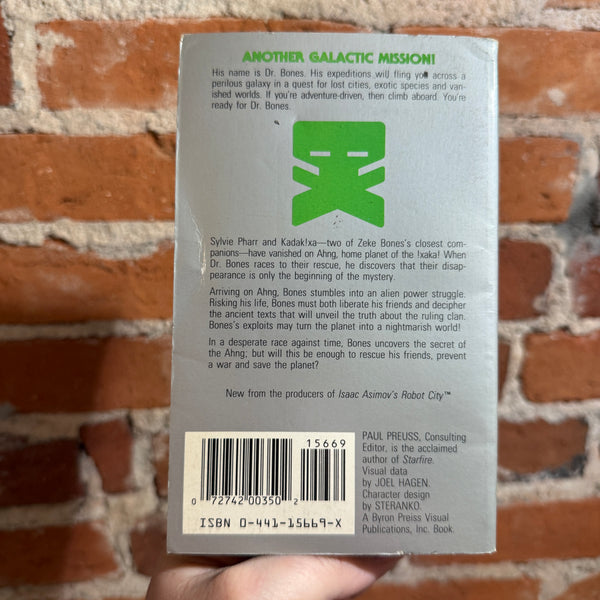 ANOTHER GALACTIC MISSION!
His name is Dr. Bones. His expeditions will fling you across a
perilous galaxy in a quest for lost cities, exotic species and van-
ished worlds. If you're adventure-driven, then climb aboard. You're
ready for Dr. Bones.
Sylvie Pharr and Kadak!xa—two of Zeke Bones's closest com-
panions—have vanished on Ahng, home planet of the !xaka! When
Dr. Bones races to their rescue, he discovers that their disap-
pearance is only the beginning of the mystery.
Arriving on Ahng, Bones stumbles into an alien power struggle.
Risking his life, Bones must both liberate his friends and decipher
the ancient texts that will unveil the truth about the ruling clan.
Bones's exploits may turn the planet into a nightmarish world!
In a desperate race against time, Bones uncovers the secret of
the Ahng; but will this be enough to rescue his friends, prevent
a war and save the planet?
New from the producers of Isaac Asimov's Robot City™
15669
0 72742 00350 2
ISBN 0-441-15669-X
PAUL PREUSS, Consulting
Editor, is the acclaimed
author of Starfire.
Visual data
by JOEL HAGEN.
Character design
by STERANKO.
A Byron Preiss Visual
Publications, Inc. Book.